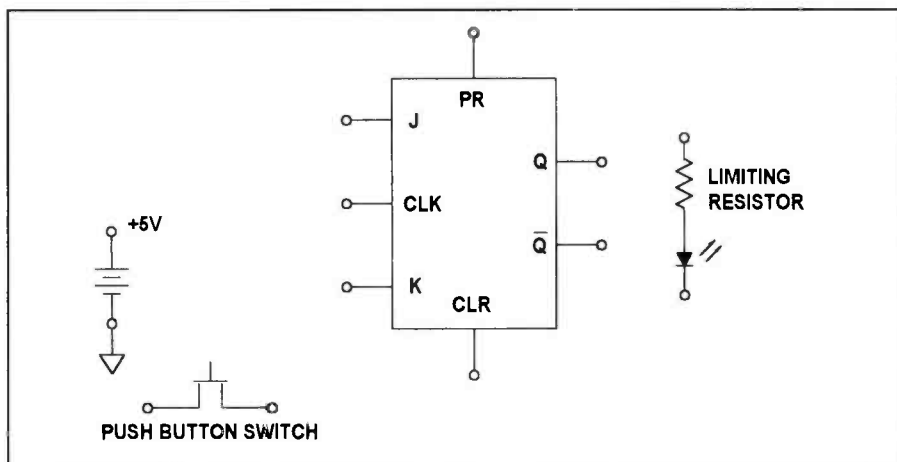 PR
J
Q
LIMITING
RESISTOR
CLK
+5V
Q̅
K
CLR
PUSH BUTTON SWITCH